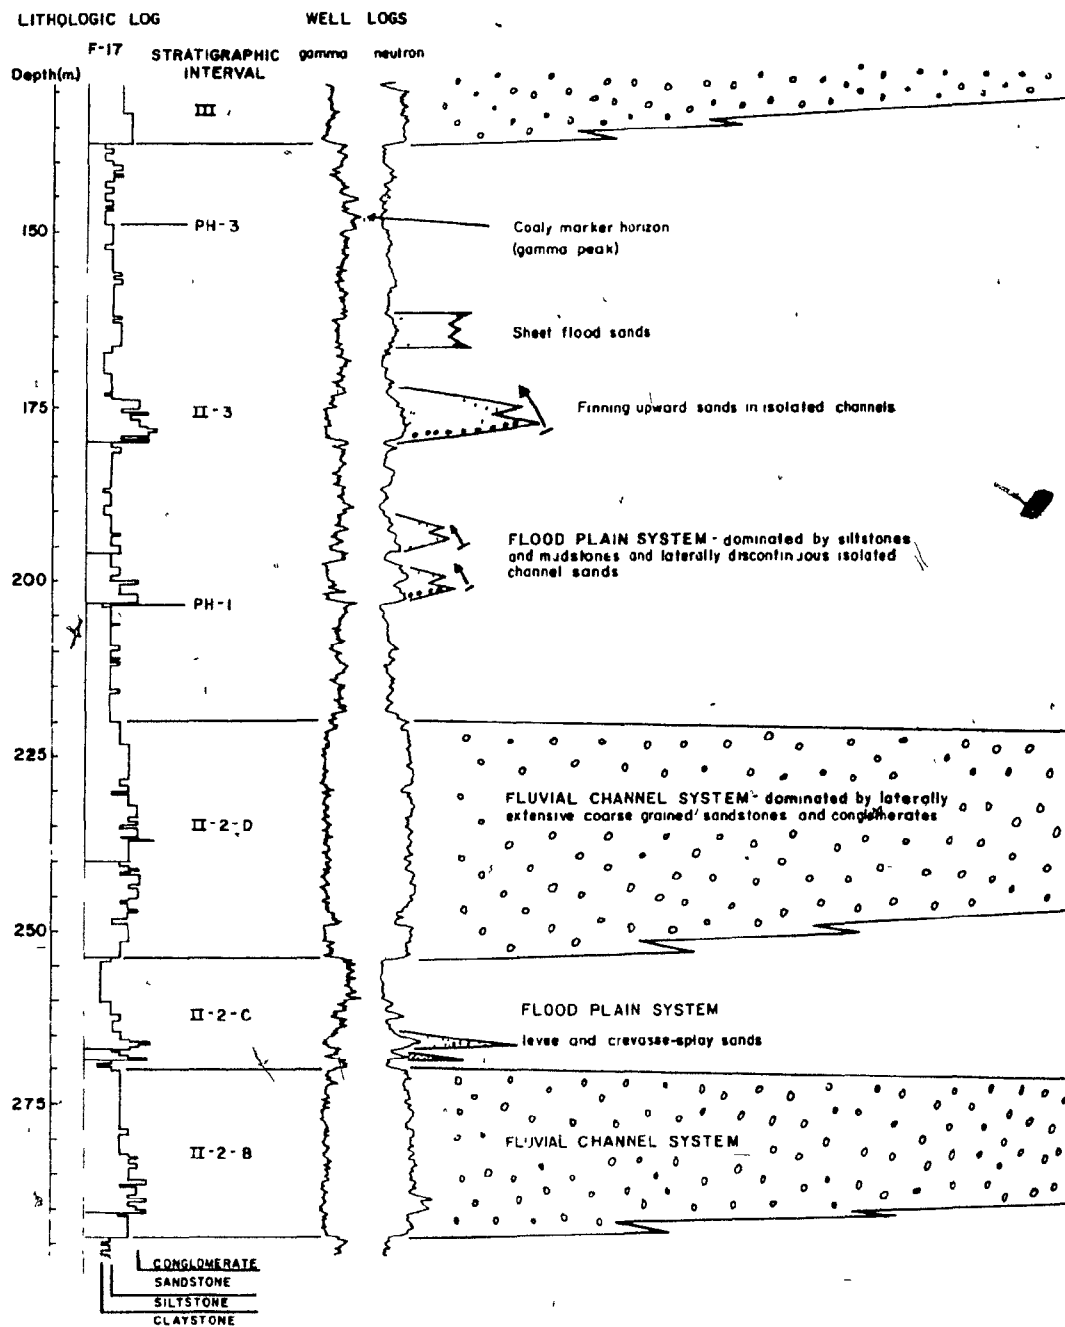 LITHOLOGIC LOG
WELL LOGS
F-17
STRATIGRAPHIC INTERVAL
gamma
neutron
Depth(m.)
III
PH-3
150
Coaly marker horizon
(gamma peak)
Sheet flood sands
175
II-3
Finning upward sands in isolated channels
FLOOD PLAIN SYSTEM - dominated by siltstones
and mudstones and laterally discontinuous isolated
channel sands
200
PH-1
225
FLUVIAL CHANNEL SYSTEM - dominated by laterally
extensive coarse grained sandstones and conglomerates
II-2-D
250
II-2-C
FLOOD PLAIN SYSTEM
levee and crevasse-splay sands
275
II-2-B
FLUVIAL CHANNEL SYSTEM
CONGLOMERATE
SANDSTONE
SILTSTONE
CLAYSTONE